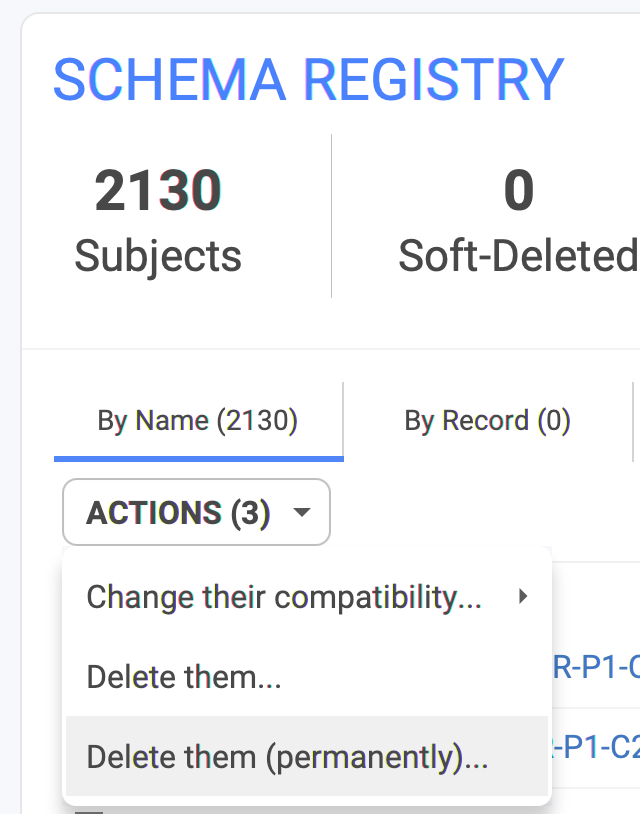 SCHEMA REGISTRY
2130
Subjects
0
Soft-Deleted
By Name (2130)
By Record (0)
ACTIONS (3)
Change their compatibility...
Delete them...
R-P1-C
Delete them (permanently)...
-P1-C2